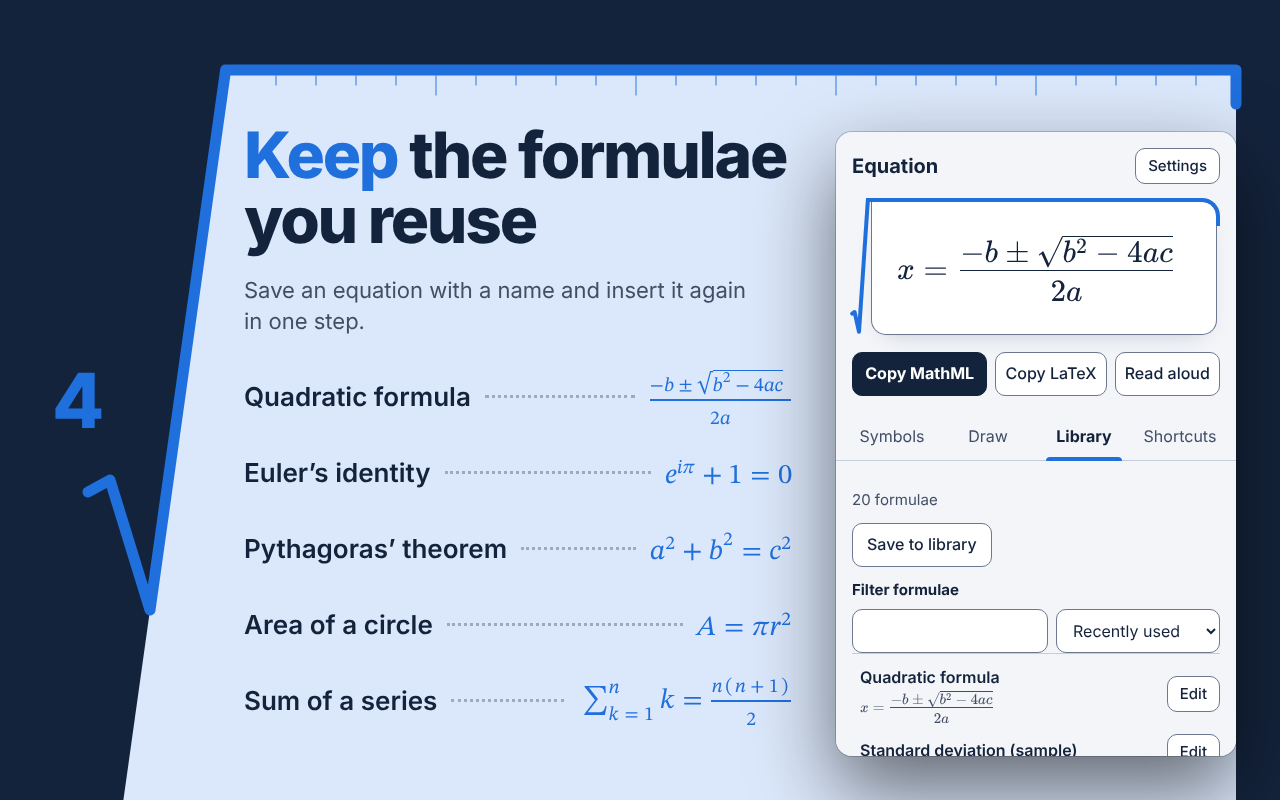 4
Keep the formulae
you reuse
Save an equation with a name and insert it again
in one step.
Quadratic formula (−b ± √(b² − 4ac))/(2a)
Euler’s identity e^(iπ) + 1 = 0
Pythagoras’ theorem a² + b² = c²
Area of a circle A = πr²
Sum of a series ∑_(k = 1)^n k = (n(n + 1))/2
Equation
Settings
x = (−b ± √(b² − 4ac))/(2a)
Copy MathML Copy LaTeX Read aloud
Symbols Draw Library Shortcuts
20 formulae
Save to library
Filter formulae
Recently used
Quadratic formula
x = (−b ± √(b² − 4ac))/(2a)
Edit
Standard deviation (sample)
Edit